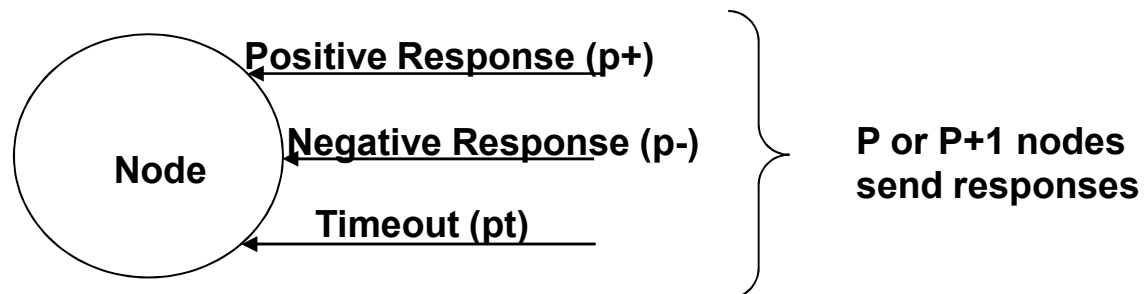 Positive Response (p+)
Negative Response (p-)
Node
Timeout (pt)
P or P+1 nodes
send responses